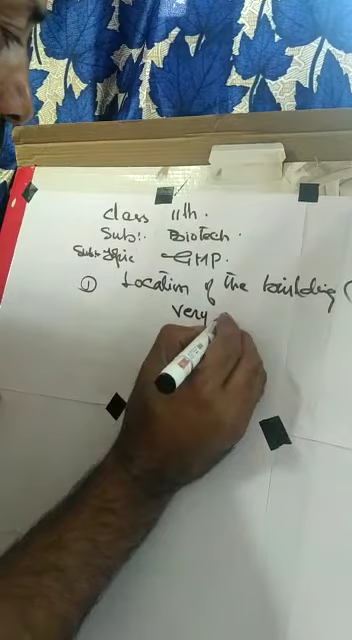 class 11th.
Sub:. Biotech.
Sub-Topic GMP.
① Location of the building (
very